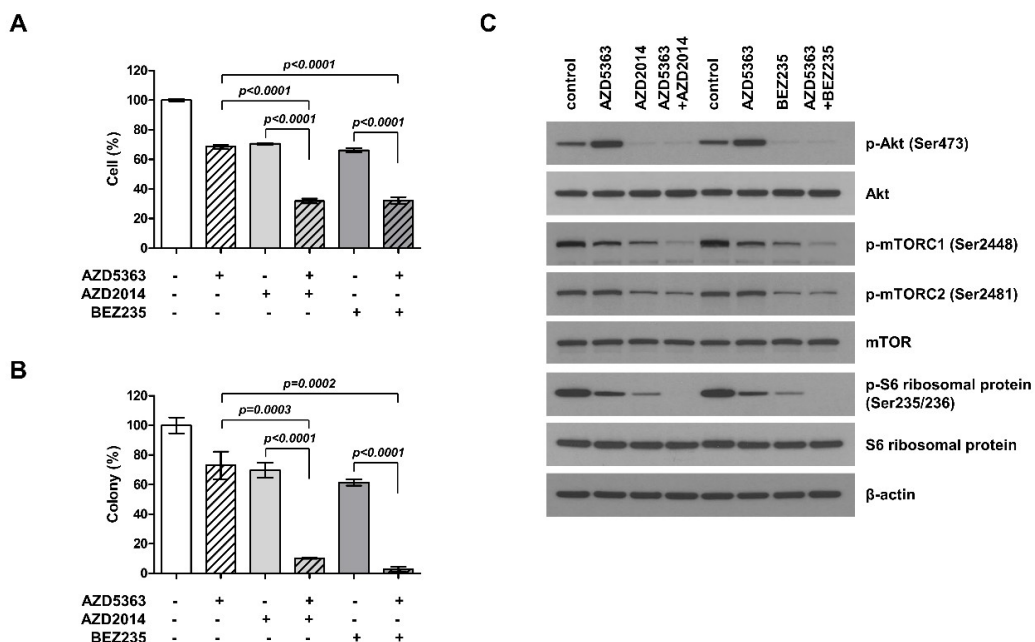 A
120
100
80
60
40
20
0
Cell (%)
p<0.0001
p<0.0001
p<0.0001
p<0.0001
AZD5363 - + - + - +
AZD2014 - - + + - -
BEZ235 - - - - + +
B
120
100
80
60
40
20
0
Colony (%)
p=0.0002
p=0.0003
p<0.0001
p<0.0001
AZD5363 - + - + - +
AZD2014 - - + + - -
BEZ235 - - - - + +
C
control
AZD5363
AZD2014
AZD5363
+AZD2014
control
AZD5363
BEZ235
AZD5363
+BEZ235
p-Akt (Ser473)
Akt
p-mTORC1 (Ser2448)
p-mTORC2 (Ser2481)
mTOR
p-S6 ribosomal protein
(Ser235/236)
S6 ribosomal protein
β-actin